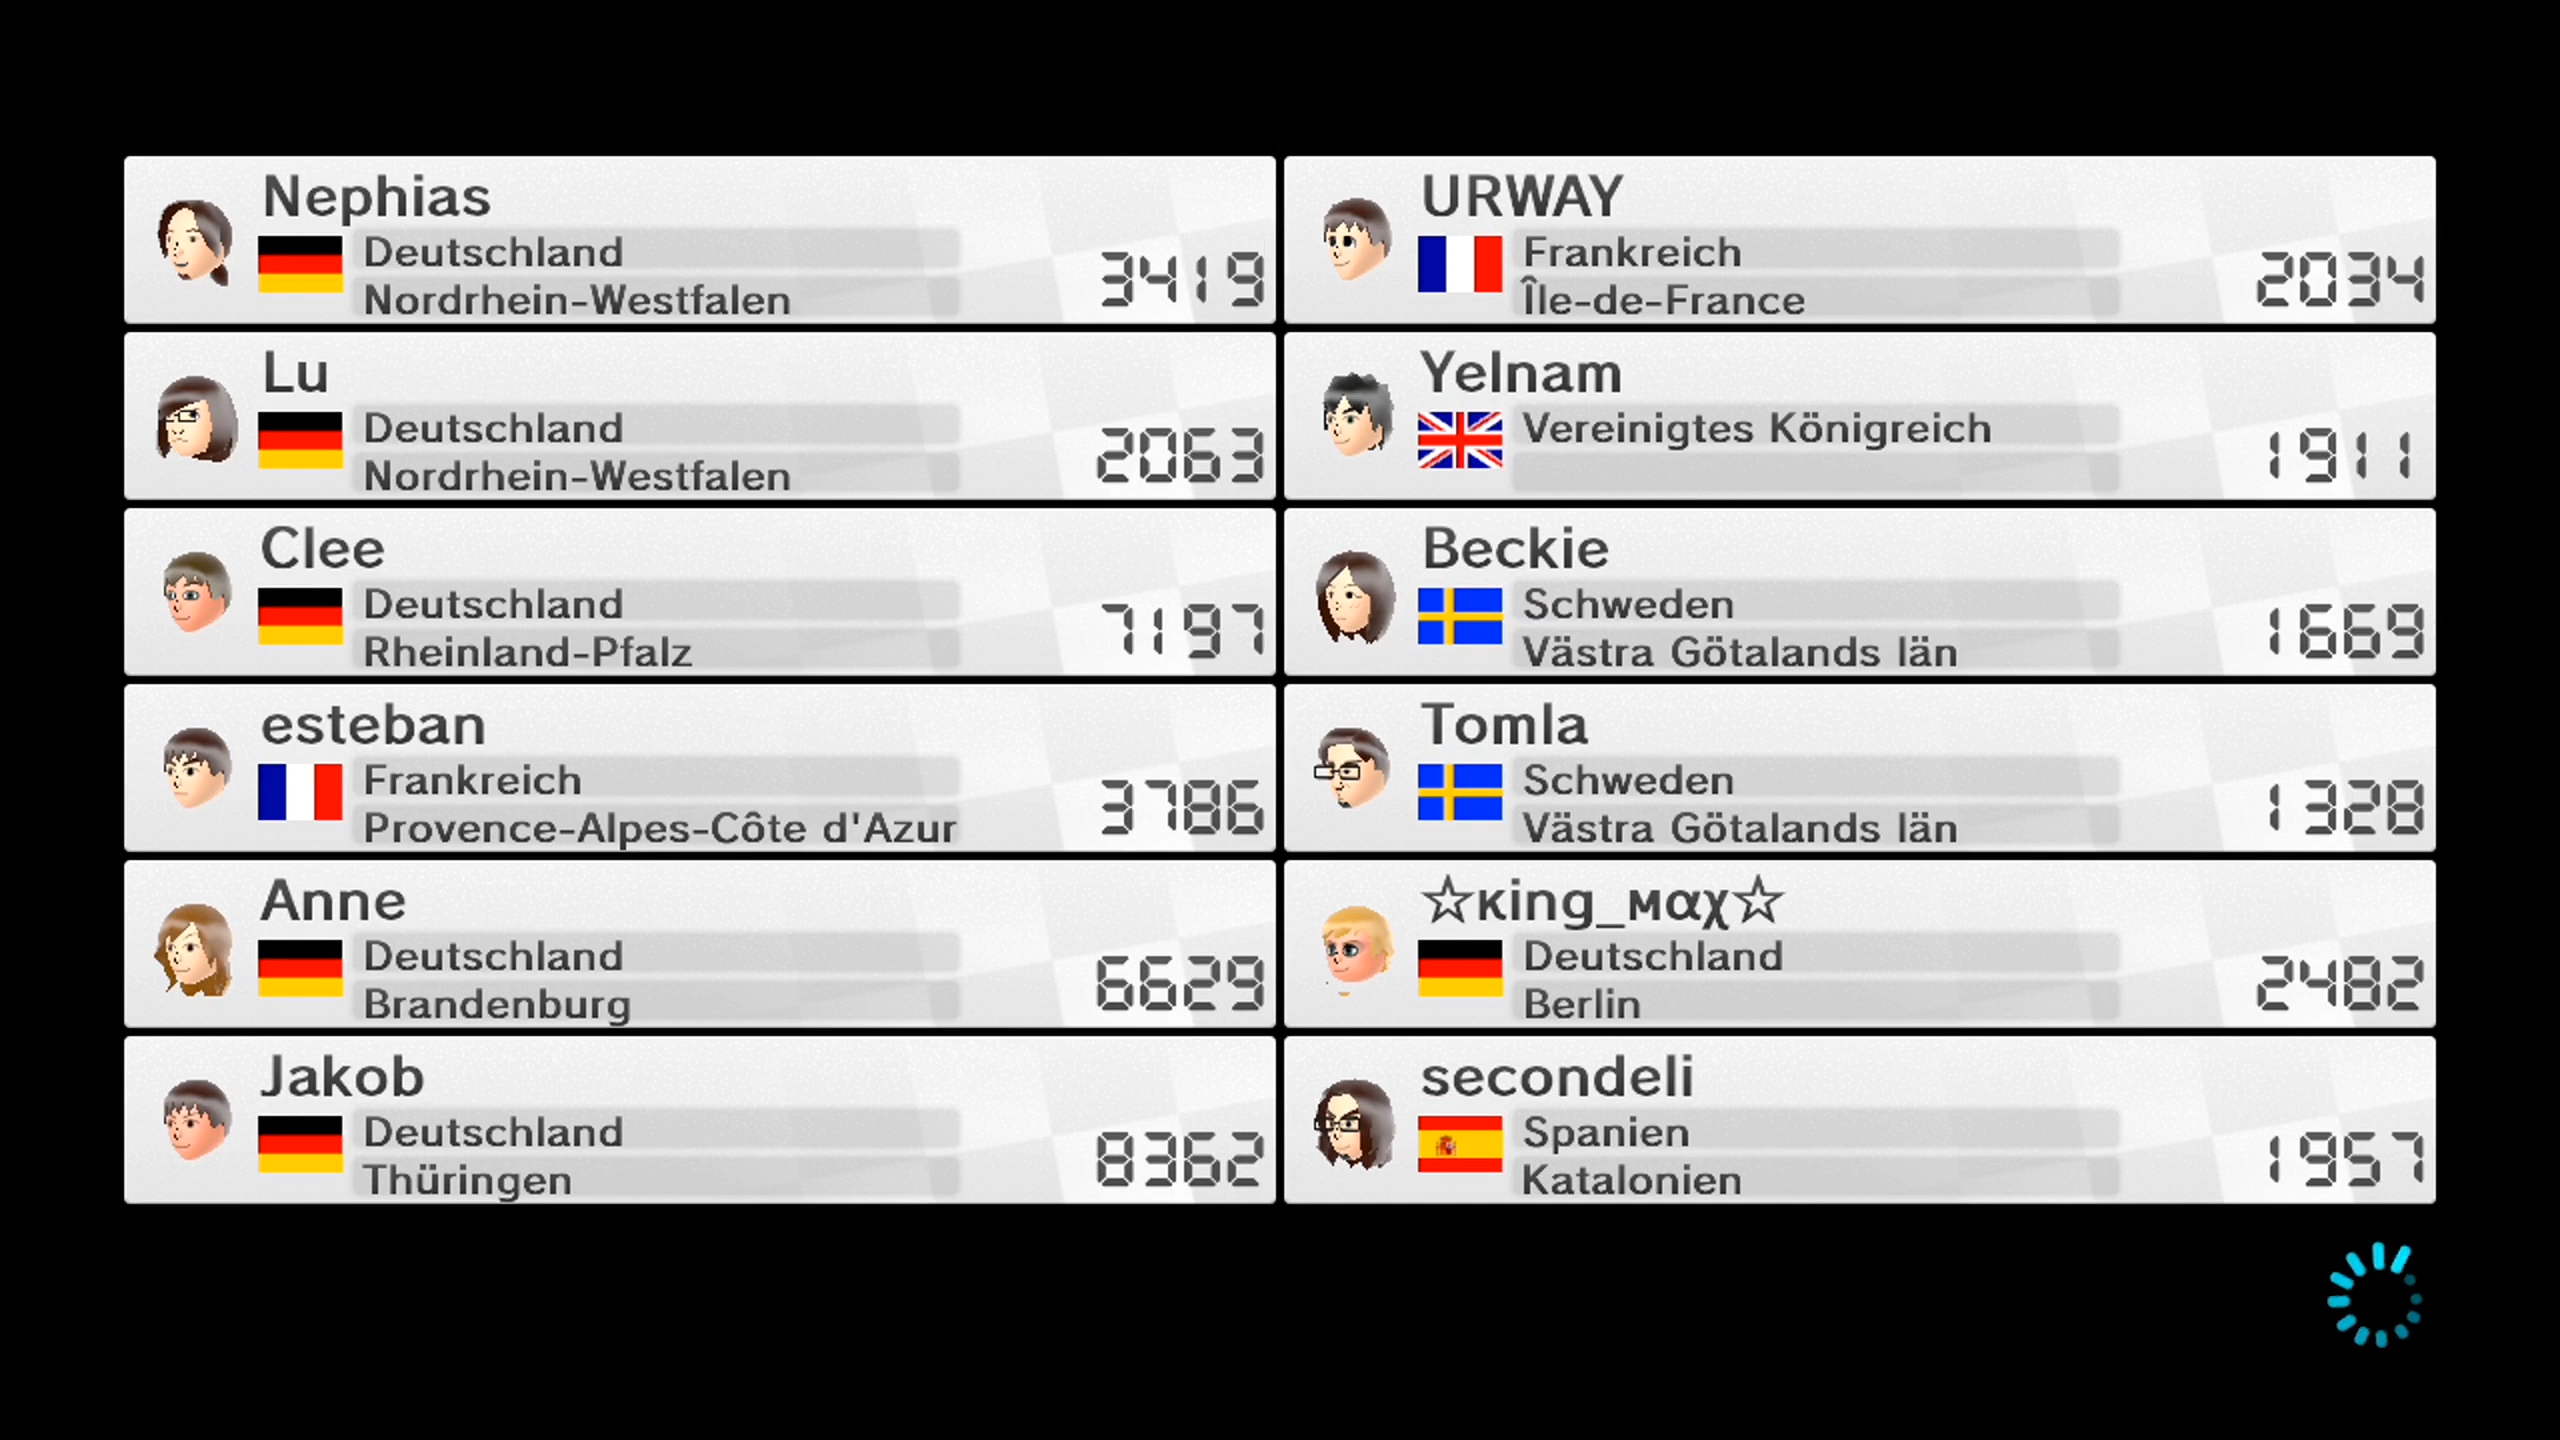 Nephias
Deutschland
Nordrhein-Westfalen
3419
Lu
Deutschland
Nordrhein-Westfalen
2063
Clee
Deutschland
Rheinland-Pfalz
7197
esteban
Frankreich
Provence-Alpes-Côte d'Azur
3786
Anne
Deutschland
Brandenburg
6629
Jakob
Deutschland
Thüringen
8362
URWAY
Frankreich
Île-de-France
2034
Yelnam
Vereinigtes Königreich
1911
Beckie
Schweden
Västra Götalands län
1669
Tomla
Schweden
Västra Götalands län
1328
☆кing_мαχ☆
Deutschland
Berlin
2482
secondeli
Spanien
Katalonien
1957